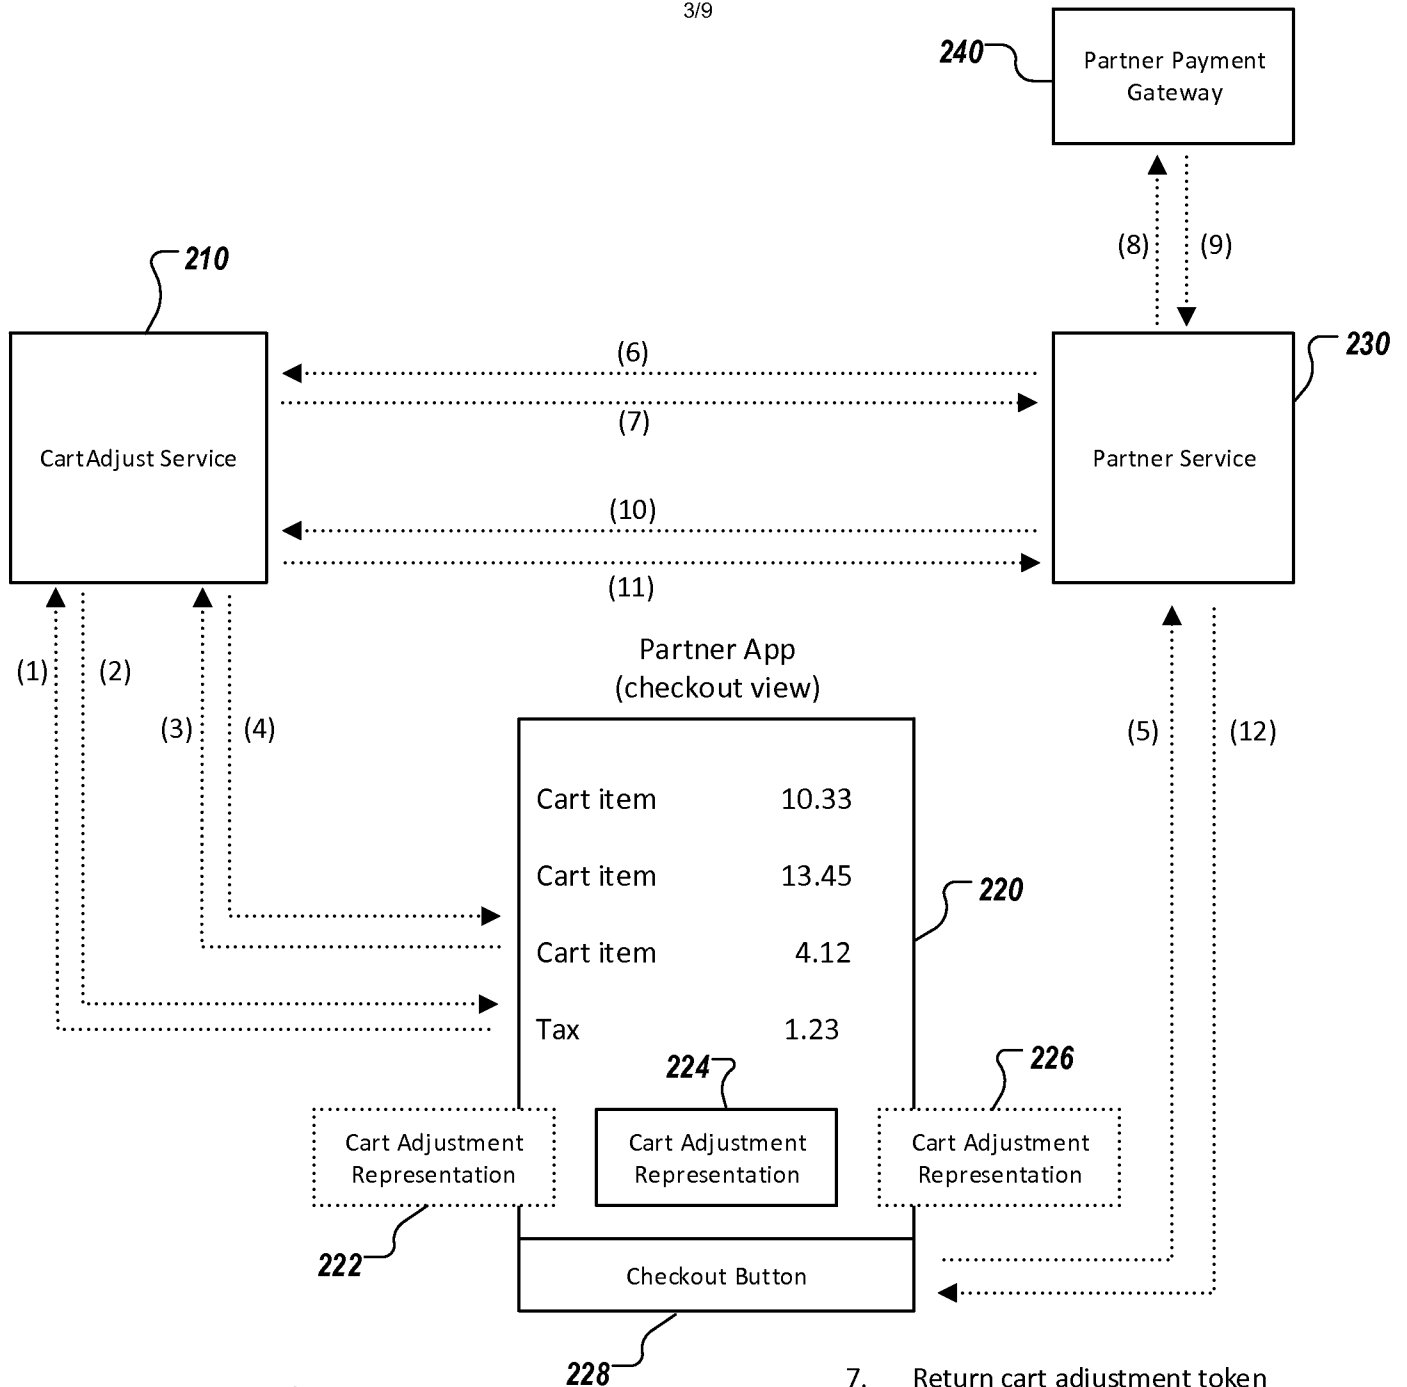 3/9
240
Partner Payment
Gateway
(8)
(9)
210
230
(6)
(7)
CartAdjust Service
Partner Service
(10)
(11)
(1)
(2)
(3)
(4)
Partner App
(checkout view)
(5)
(12)
Cart item 10.33
Cart item 13.45
220
Cart item 4.12
Tax 1.23
224
226
Cart Adjustment
Representation
Cart Adjustment
Representation
Cart Adjustment
Representation
222
Checkout Button
228
7. Return cart adjustment token